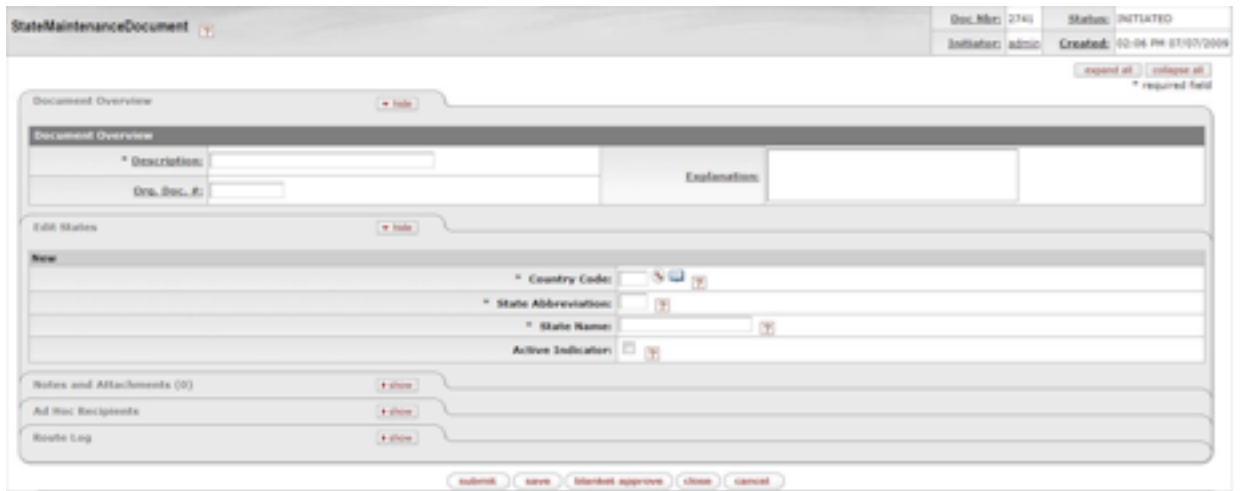 StateMaintenanceDocument
Doc Nbr: 2741 Status: INITIATED
Initiator: admin Created: 02:06 PM 07/07/2009
expand all collapse all
* required field
Document Overview hide
Document Overview
* Description: Explanation:
Org. Doc. #:
Edit States hide
New
* Country Code:
* State Abbreviation:
* State Name:
Active Indicator:
Notes and Attachments (0) show
Ad Hoc Recipients show
Route Log show
submit save blanket approve close cancel